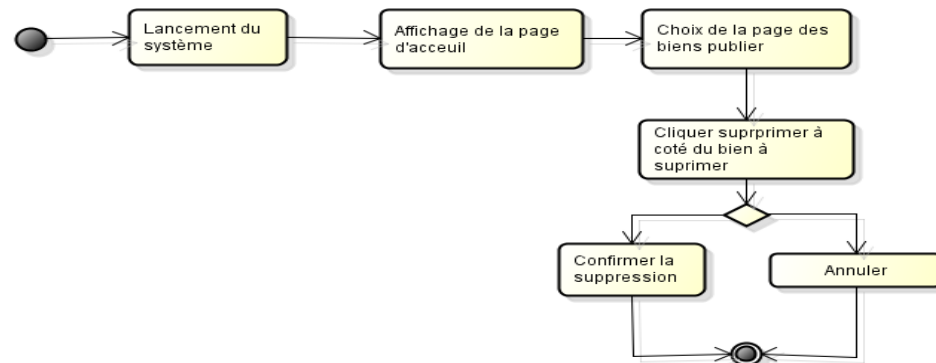 Lancement du
système
Affichage de la page
d'acceuil
Choix de la page des
biens publier
Cliquer suprprimer à
coté du bien à
suprimer
Confirmer la
suppression
Annuler